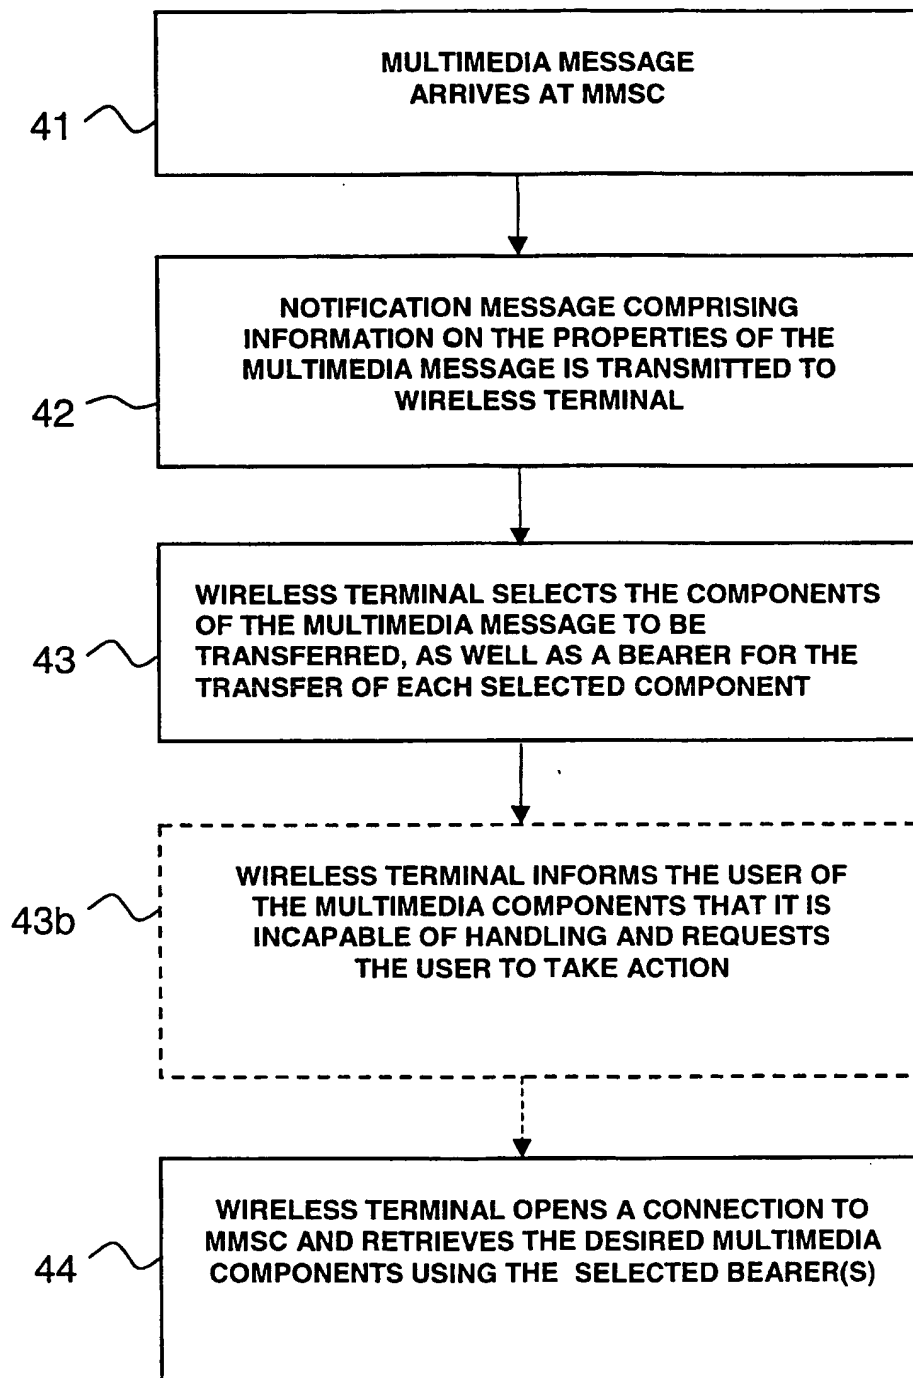 MULTIMEDIA MESSAGE
ARRIVES AT MMSC
41
NOTIFICATION MESSAGE COMPRISING
INFORMATION ON THE PROPERTIES OF THE
MULTIMEDIA MESSAGE IS TRANSMITTED TO
WIRELESS TERMINAL
42
WIRELESS TERMINAL SELECTS THE COMPONENTS
OF THE MULTIMEDIA MESSAGE TO BE
TRANSFERRED, AS WELL AS A BEARER FOR THE
TRANSFER OF EACH SELECTED COMPONENT
43
WIRELESS TERMINAL INFORMS THE USER OF
THE MULTIMEDIA COMPONENTS THAT IT IS
INCAPABLE OF HANDLING AND REQUESTS
THE USER TO TAKE ACTION
43b
WIRELESS TERMINAL OPENS A CONNECTION TO
MMSC AND RETRIEVES THE DESIRED MULTIMEDIA
COMPONENTS USING THE SELECTED BEARER(S)
44